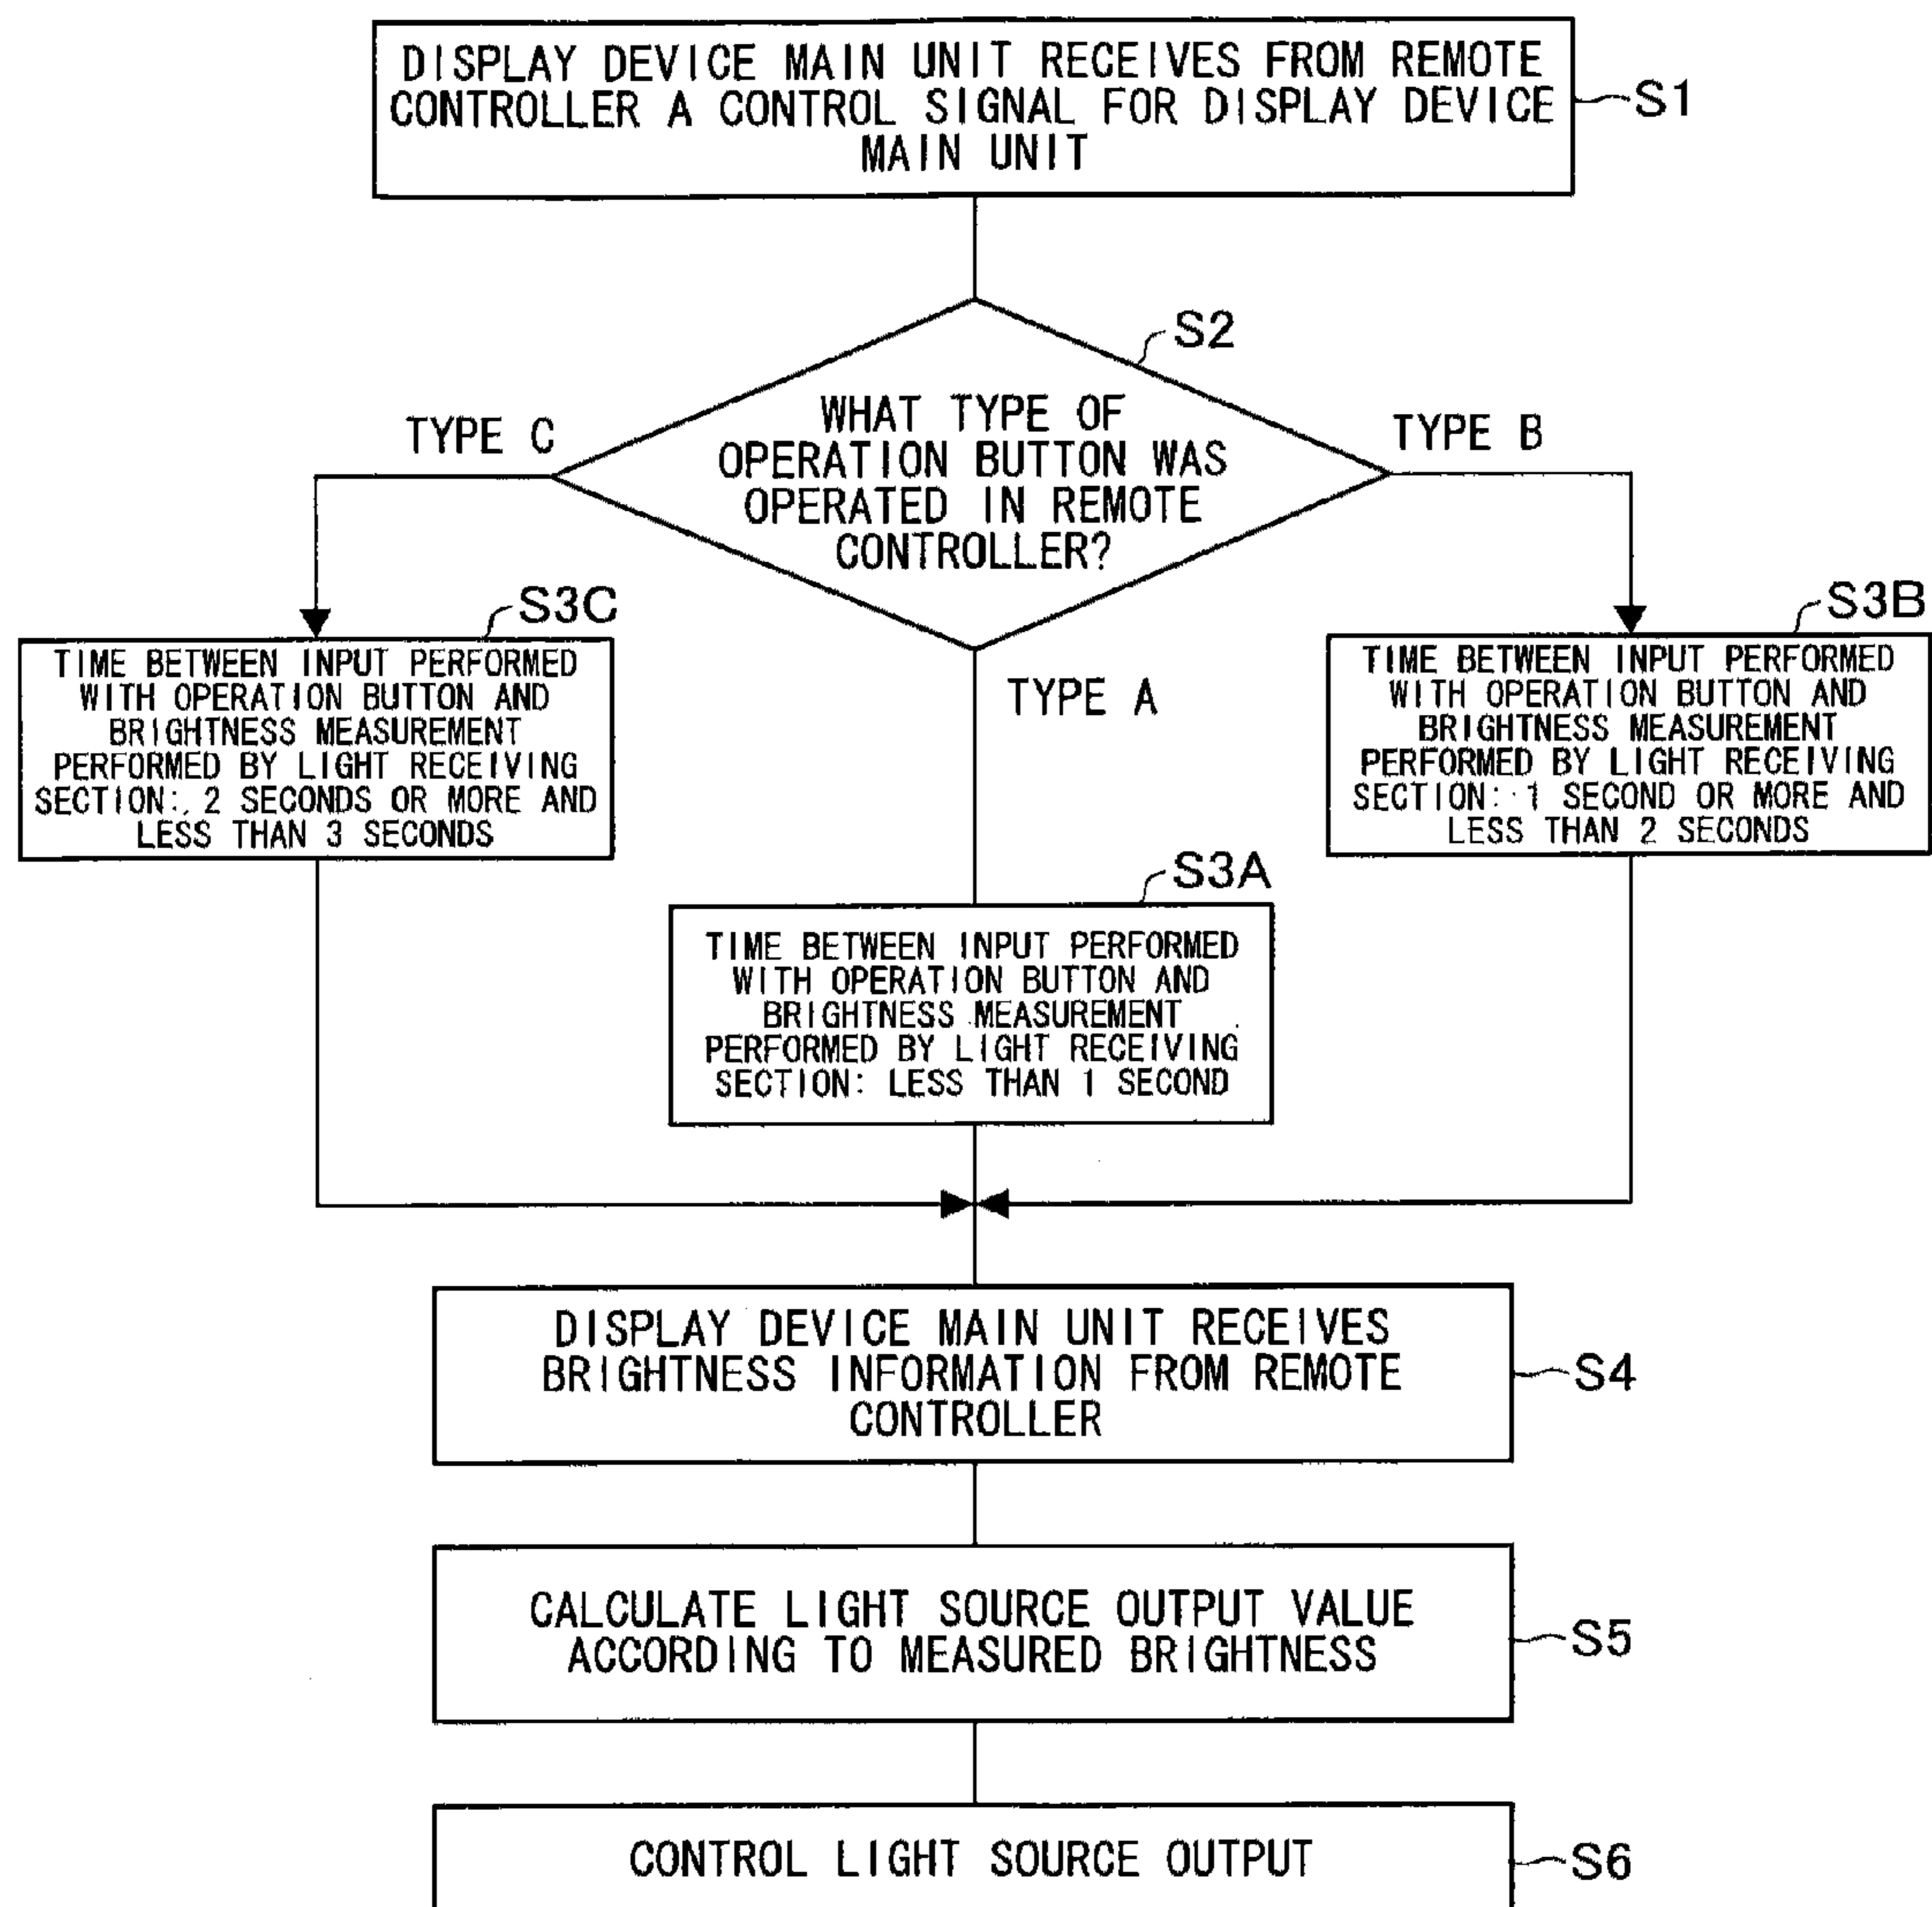 DISPLAY DEVICE MAIN UNIT RECEIVES FROM REMOTE
CONTROLLER A CONTROL SIGNAL FOR DISPLAY DEVICE
MAIN UNIT
S1
S2
WHAT TYPE OF
OPERATION BUTTON WAS
OPERATED IN REMOTE
CONTROLLER?
TYPE C
TYPE B
TYPE A
S3C
TIME BETWEEN INPUT PERFORMED
WITH OPERATION BUTTON AND
BRIGHTNESS MEASUREMENT
PERFORMED BY LIGHT RECEIVING
SECTION: 2 SECONDS OR MORE AND
LESS THAN 3 SECONDS
S3B
TIME BETWEEN INPUT PERFORMED
WITH OPERATION BUTTON AND
BRIGHTNESS MEASUREMENT
PERFORMED BY LIGHT RECEIVING
SECTION: 1 SECOND OR MORE AND
LESS THAN 2 SECONDS
S3A
TIME BETWEEN INPUT PERFORMED
WITH OPERATION BUTTON AND
BRIGHTNESS MEASUREMENT
PERFORMED BY LIGHT RECEIVING
SECTION: LESS THAN 1 SECOND
DISPLAY DEVICE MAIN UNIT RECEIVES
BRIGHTNESS INFORMATION FROM REMOTE
CONTROLLER
S4
CALCULATE LIGHT SOURCE OUTPUT VALUE
ACCORDING TO MEASURED BRIGHTNESS
S5
CONTROL LIGHT SOURCE OUTPUT
S6